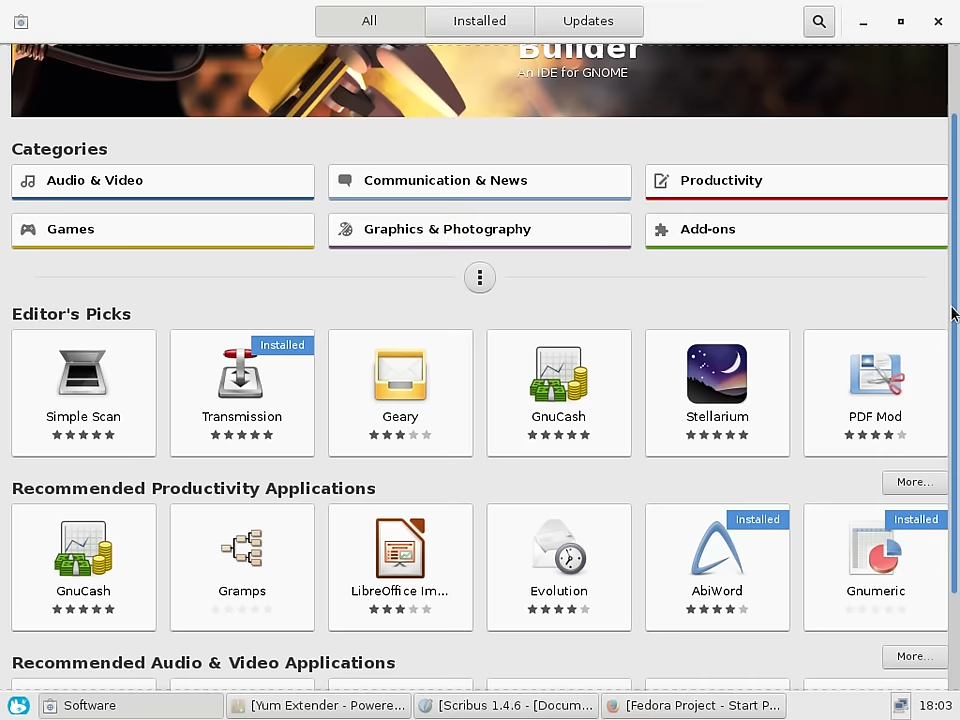 All Installed Updates
Builder
An IDE for GNOME
Categories
Audio & Video Communication & News Productivity
Games Graphics & Photography Add-ons
Editor's Picks
Installed
Simple Scan Transmission Geary GnuCash Stellarium PDF Mod
More...
Recommended Productivity Applications
Installed Installed
GnuCash Gramps LibreOffice Im... Evolution AbiWord Gnumeric
More...
Recommended Audio & Video Applications
Software [Yum Extender - Powere... [Scribus 1.4.6 - [Docum... [Fedora Project - Start P... 18:03